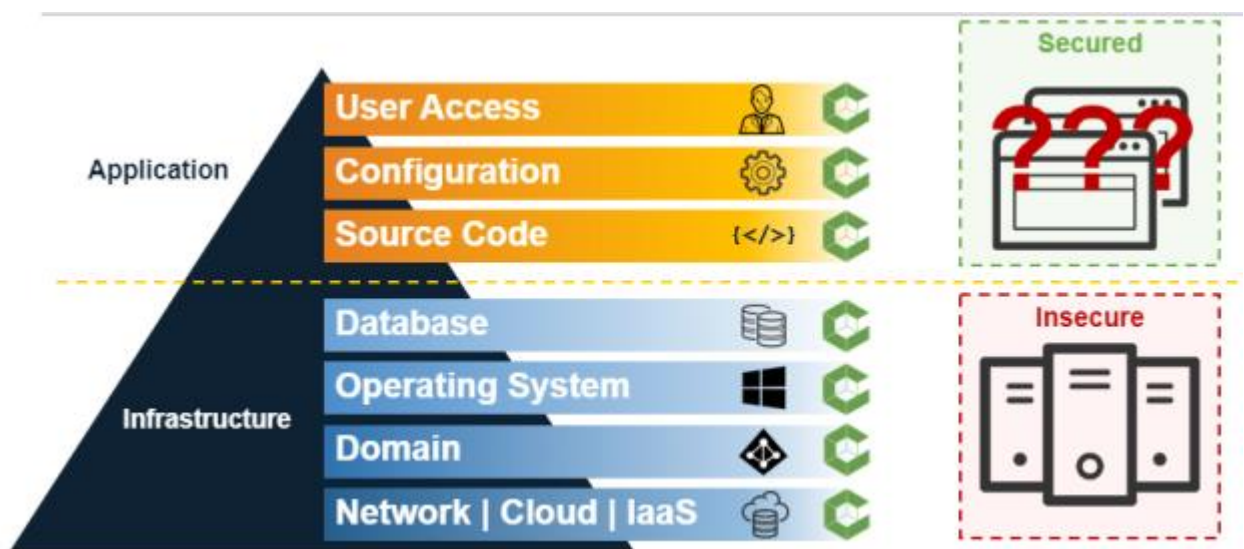 Secured
User Access
Application
Configuration
???
Source Code
{</>}
Database
Insecure
Operating System
Infrastructure
Domain
Network | Cloud | IaaS